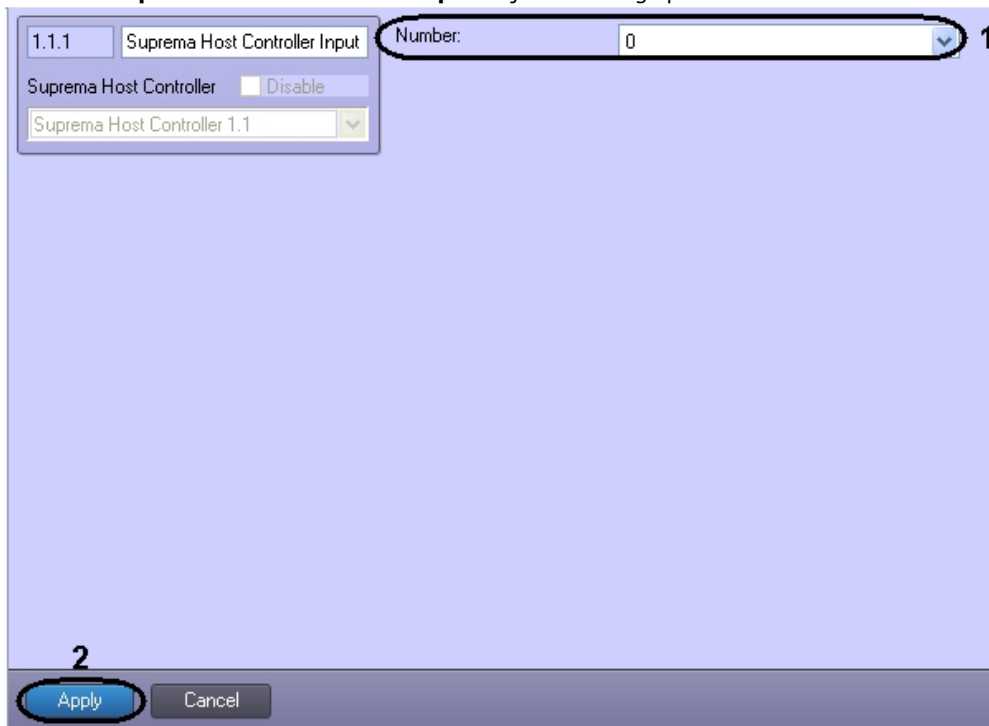 1.1.1 Suprema Host Controller Input Number: 0 1
Suprema Host Controller Disable
Suprema Host Controller 1.1
2
Apply Cancel